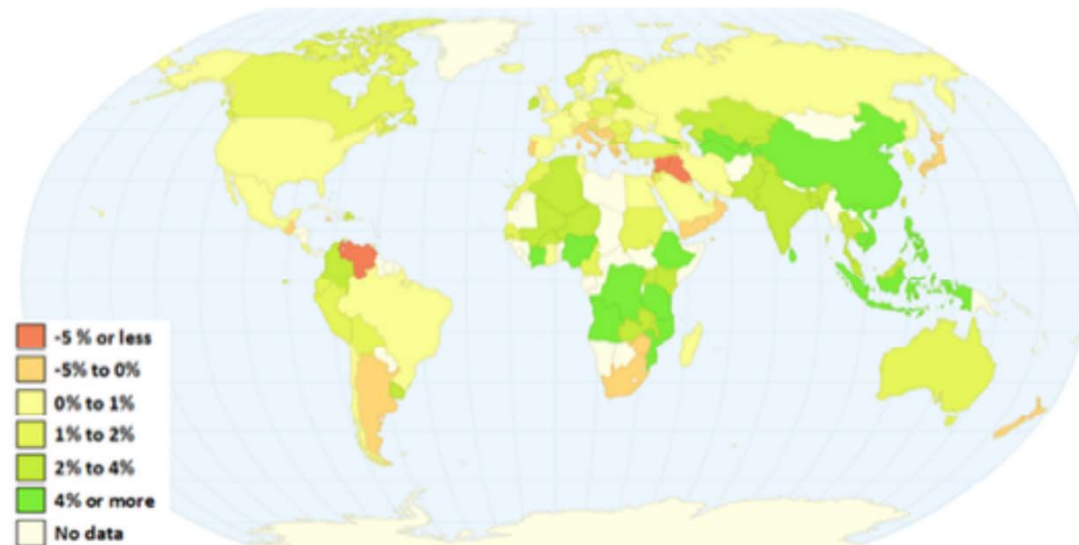 -5 % or less
-5% to 0%
0% to 1%
1% to 2%
2% to 4%
4% or more
No data